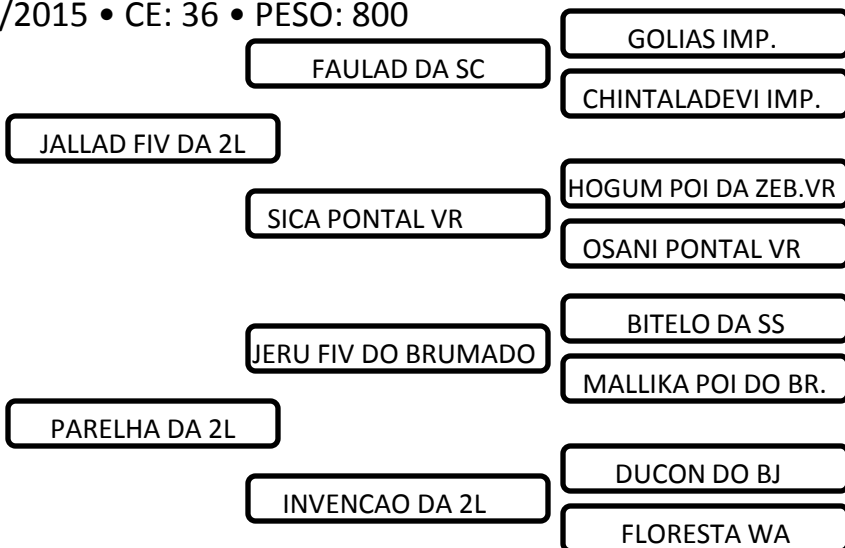 /2015 • CE: 36 • PESO: 800
GOLIAS IMP.
FAULAD DA SC
CHINTALADEVI IMP.
JALLAD FIV DA 2L
HOGUM POI DA ZEB.VR
SICA PONTAL VR
OSANI PONTAL VR
BITELO DA SS
JERU FIV DO BRUMADO
MALLIKA POI DO BR.
PARELHA DA 2L
DUCON DO BJ
INVENCAO DA 2L
FLORESTA WA